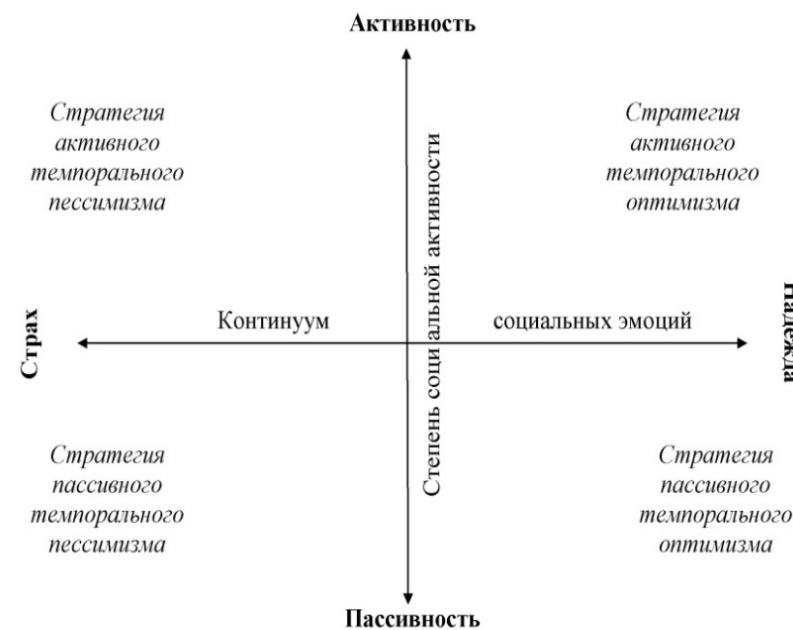 Активность
Стратегия
активного
темпорального
пессимизма
Стратегия
активного
темпорального
оптимизма
Степень социальной активности
Страх
Континуум
социальных эмоций
Надежда
Стратегия
пассивного
темпорального
пессимизма
Стратегия
пассивного
темпорального
оптимизма
Пассивность